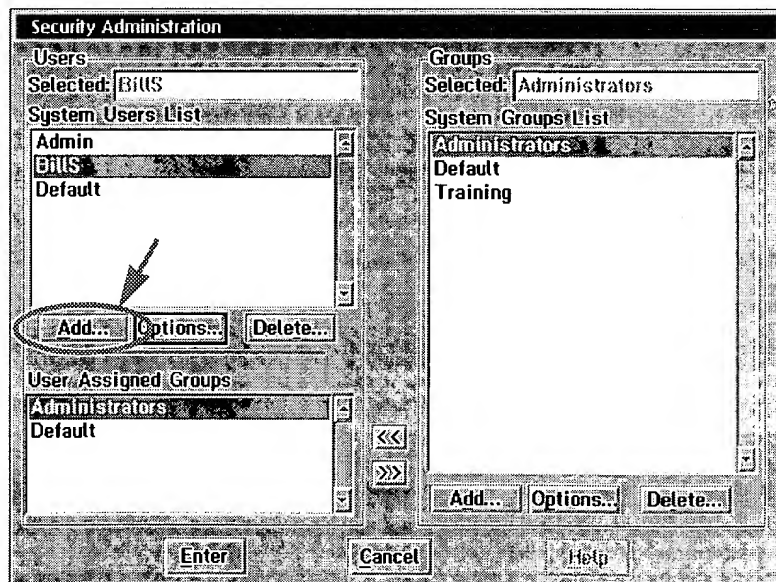 Security Administration
Users
Selected: BillS
System Users List
Admin
BillS
Default
Add... Options... Delete...
User Assigned Groups
Administrators
Default
<<
>>
Groups
Selected: Administrators
System Groups List
Administrators
Default
Training
Add... Options... Delete...
Enter Cancel Help